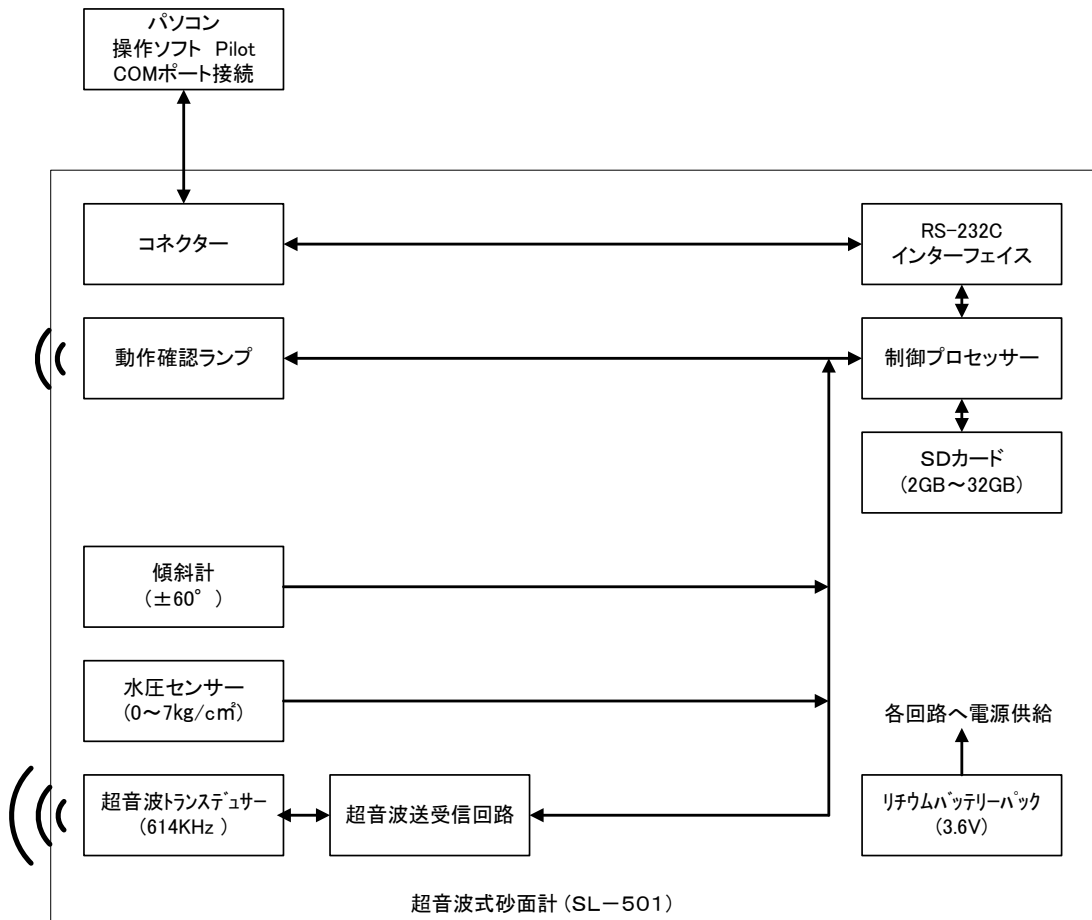 パソコン
操作ソフト Pilot
COMポート接続
コネクター
RS-232C
インターフェイス
動作確認ランプ
制御プロセッサー
SDカード
(2GB～32GB)
傾斜計
(±60°)
水圧センサー
(0～7kg/c㎡)
各回路へ電源供給
超音波ﾄﾗﾝｽﾃﾞｭｻｰ
(614KHz)
超音波送受信回路
ﾘﾁｳﾑﾊﾞｯﾃﾘｰﾊﾟｯｸ
(3.6V)
超音波式砂面計(SL－501)